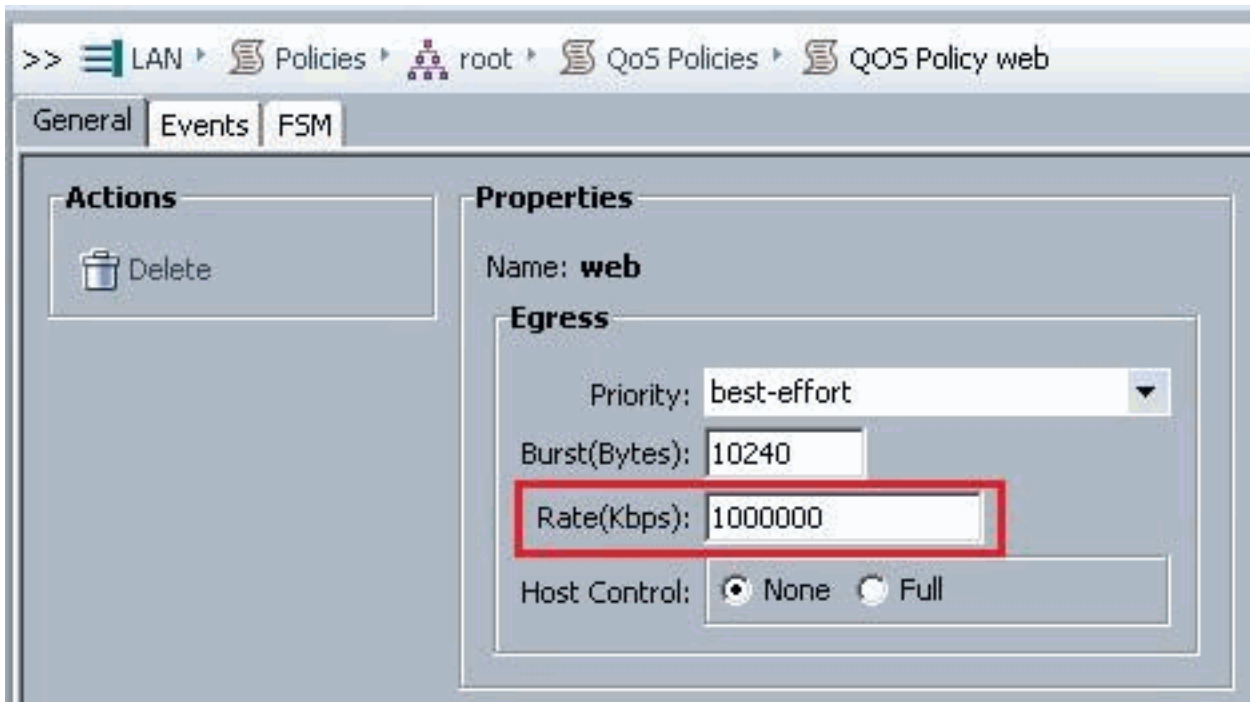 >> LAN Policies root QoS Policies QOS Policy web
General Events FSM
Actions
Delete
Properties
Name: web
Egress
Priority: best-effort
Burst(Bytes): 10240
Rate(Kbps): 1000000
Host Control: None Full